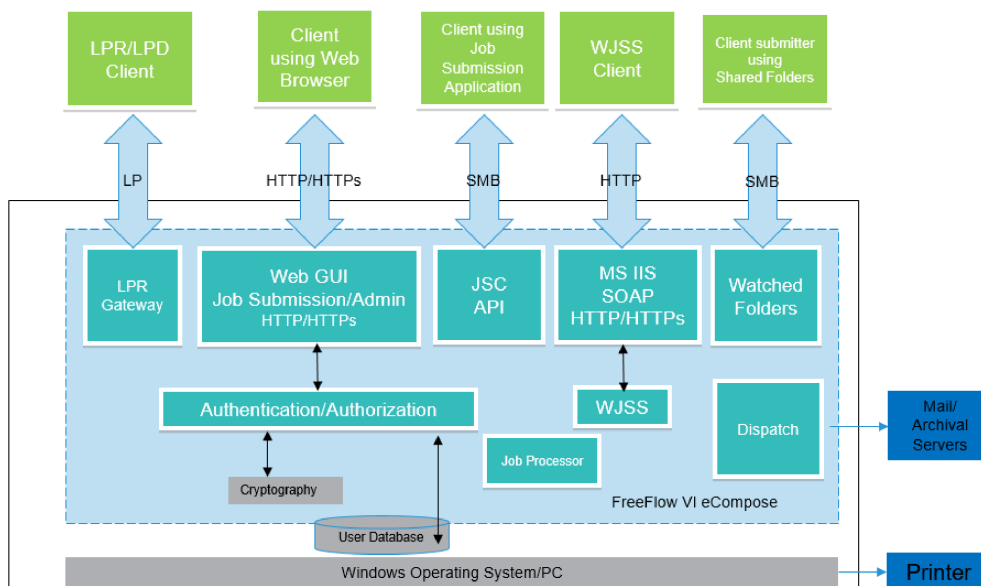 LPR/LPD
Client
Client
using Web
Browser
Client using
Job
Submission
Application
WJSS
Client
Client submitter
using
Shared Folders
LP
HTTP/HTTPs
SMB
HTTP
SMB
LPR
Gateway
Web GUI
Job Submission/Admin
HTTP/HTTPs
JSC
API
MS IIS
SOAP
HTTP/HTTPs
Watched
Folders
Authentication/Authorization
WJSS
Dispatch
Mail/
Archival
Servers
Job Processor
Cryptography
FreeFlow VI eCompose
User Database
Windows Operating System/PC
Printer